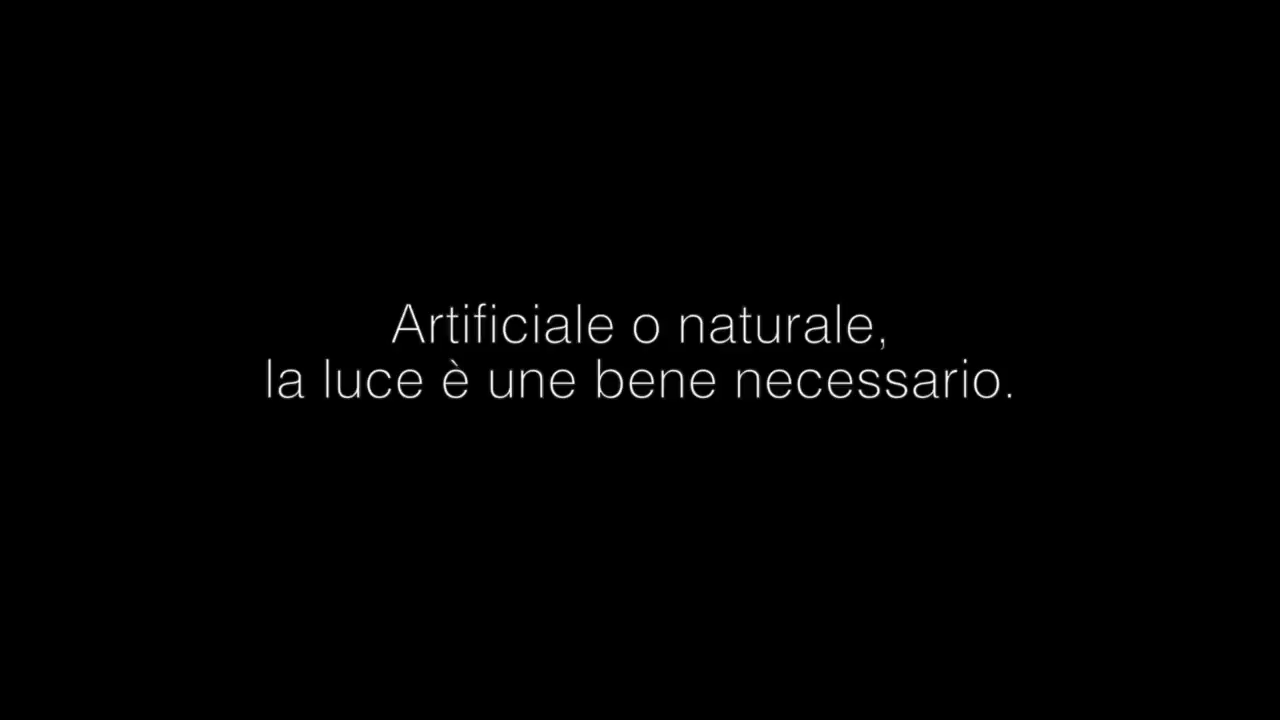 Artificiale o naturale,
la luce è une bene necessario.